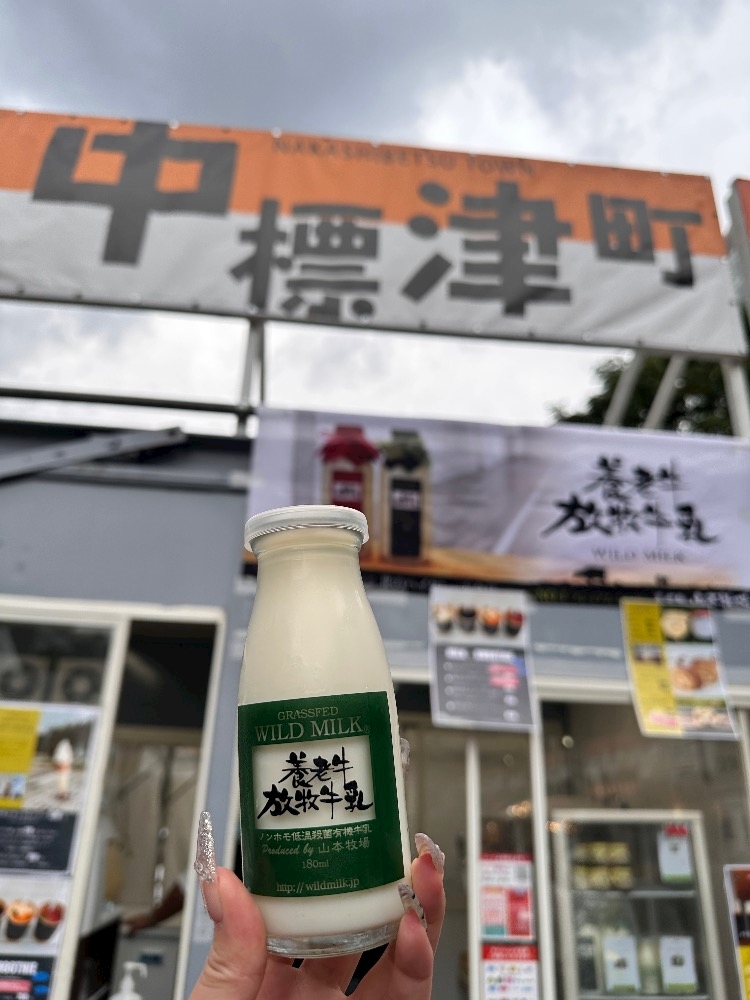 NAKASHIBETSU TOWN
中標津町
養老牛
放牧牛乳
WILD MILK
GRASSFED
WILD MILK®
養老牛
放牧牛乳
ノンホモ低温殺菌有機牛乳
Produced by 山本牧場
180ml
http://wildmilk.jp